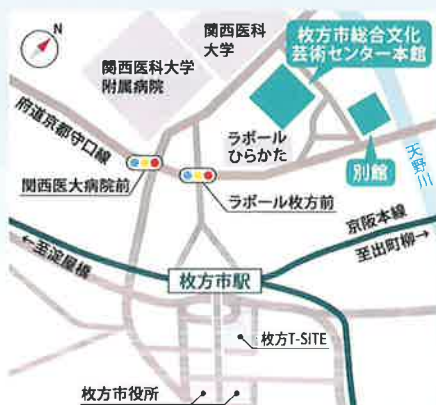 N
関西医科
大学
枚方市総合文化
芸術センター本館
関西医科大学
附属病院
府道京都守口線
ラポール
ひらかた
別館
天野川
関西医大病院前
ラポール枚方前
京阪本線
至出町柳→
←至淀屋橋
枚方市駅
枚方T-SITE
枚方市役所